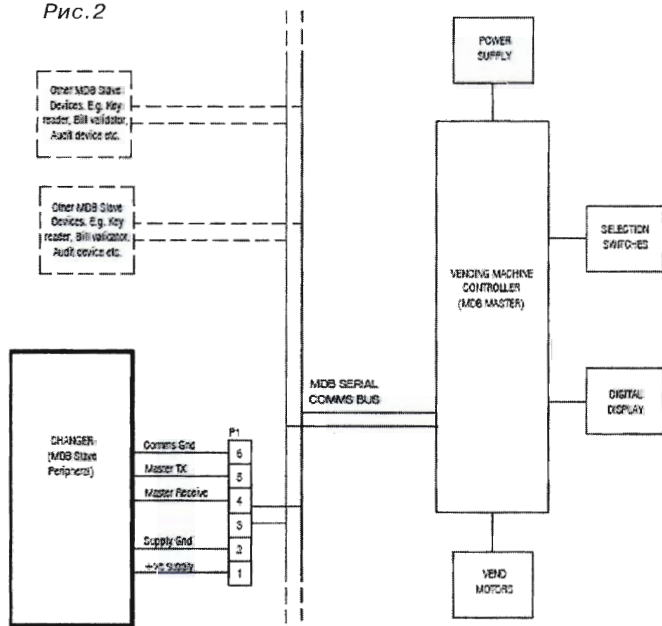 Рис.2
POWER
SUPPLY
Other MDB Slave
Devices. E.g. Key
reader, Bill validator,
Audit device etc.
Other MDB Slave
Devices. E.g. Key
reader, Bill validator,
Audit device etc.
SELECTION
SWITCHES
VENDING MACHINE
CONTROLLER
(MDB MASTER)
MDB SERIAL
COMMS BUS
DIGITAL
DISPLAY
CHANGER
(MDB Slave
Peripheral)
P1
Comms Gnd
6
Master TX
5
Master Receive
4
3
Supply Gnd
2
+ve supply
1
VEND
MOTORS